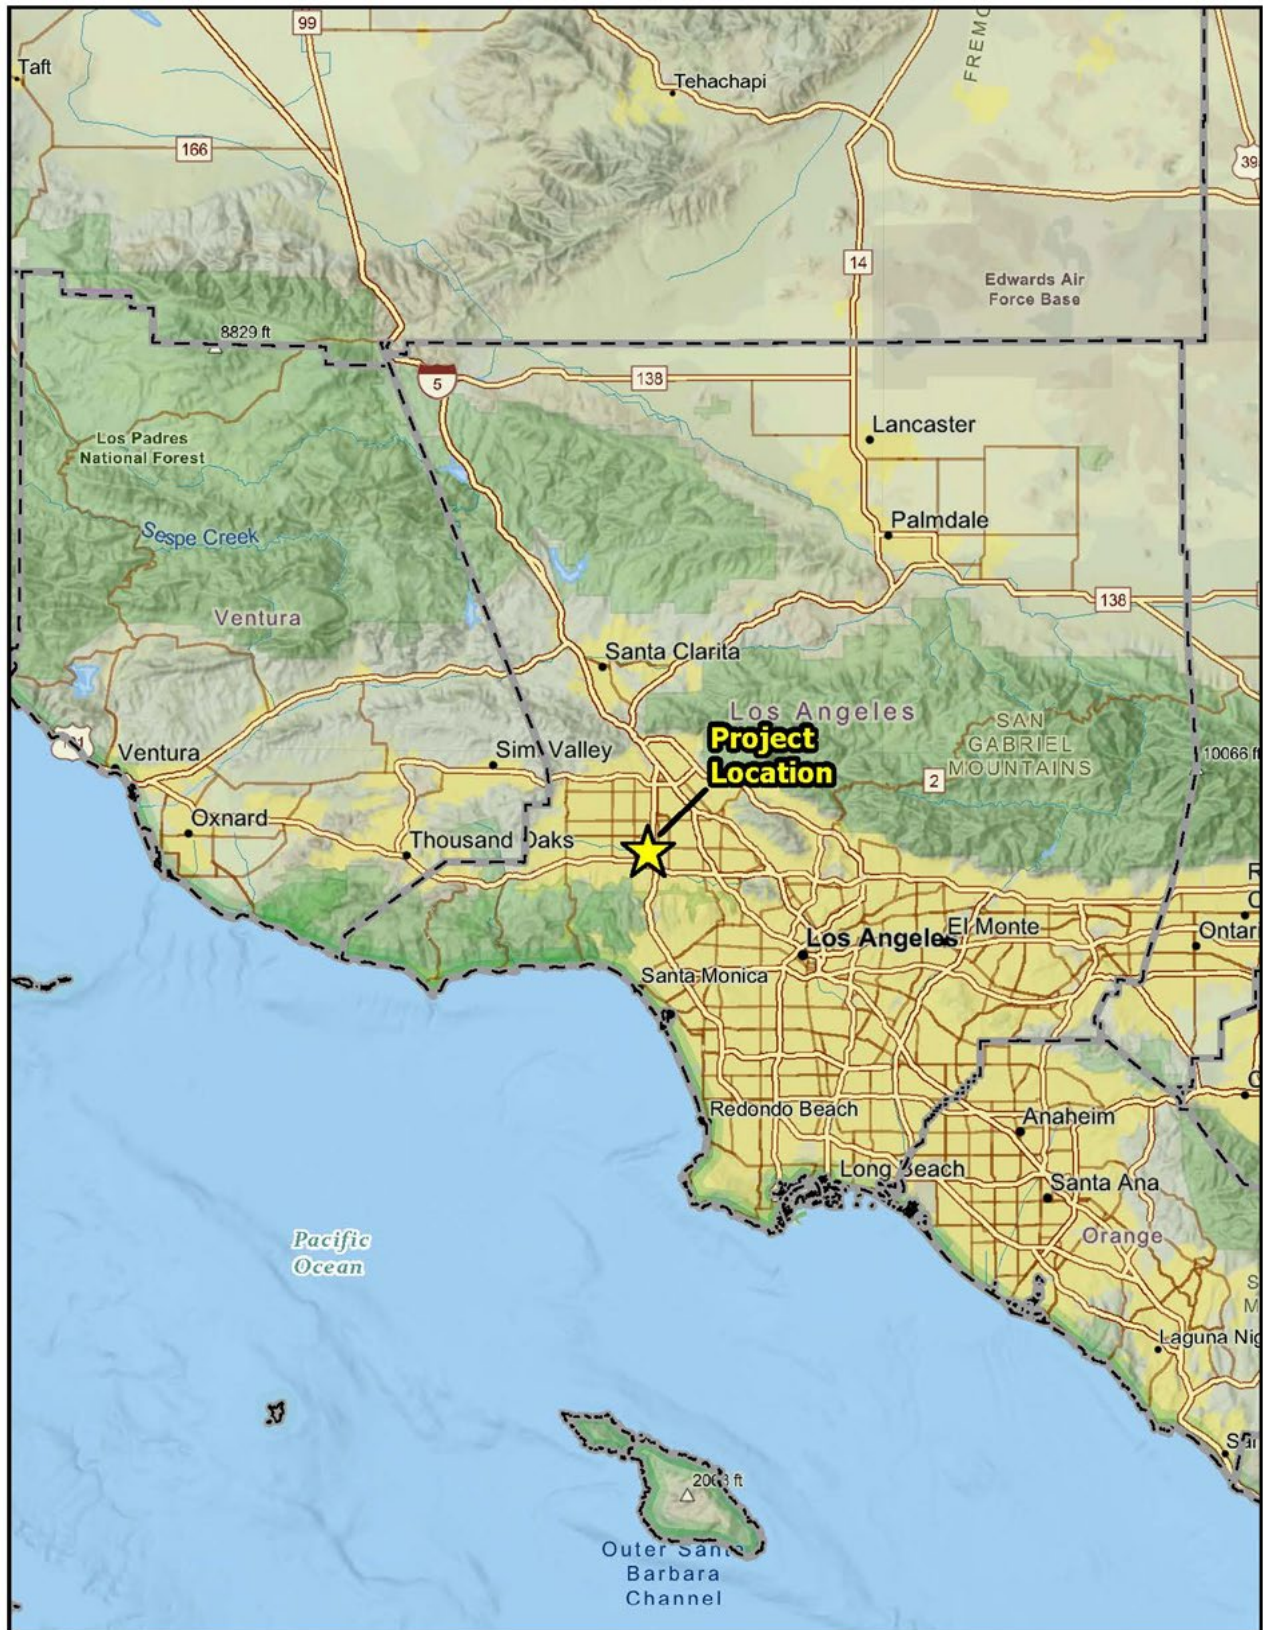 99
Taft
Tehachapi
166
14
Edwards Air
Force Base
8829 ft
5
138
Los Padres
National Forest
Lancaster
Sespe Creek
Palmdale
Ventura
138
Santa Clarita
Los Angeles
SAN
GABRIEL
MOUNTAINS
Project
Location
Ventura
Simi Valley
10066 ft
2
Oxnard
Thousand Oaks
Los Angeles
El Monte
Santa Monica
Redondo Beach
Anaheim
Long Beach
Santa Ana
Orange
Pacific
Ocean
Laguna Nig
Outer Santa
Barbara
Channel